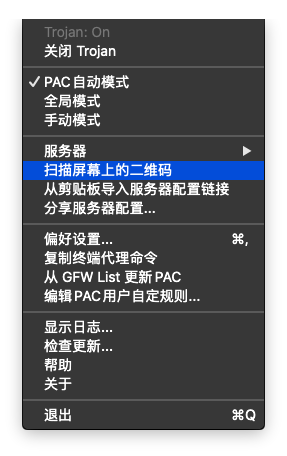 Trojan: On
关闭 Trojan
✓ PAC自动模式
全局模式
手动模式
服务器
扫描屏幕上的二维码
从剪贴板导入服务器配置链接
分享服务器配置...
偏好设置... ⌘,
复制终端代理命令
从 GFW List 更新 PAC
编辑PAC用户自定规则...
显示日志...
检查更新...
帮助
关于
退出 ⌘Q